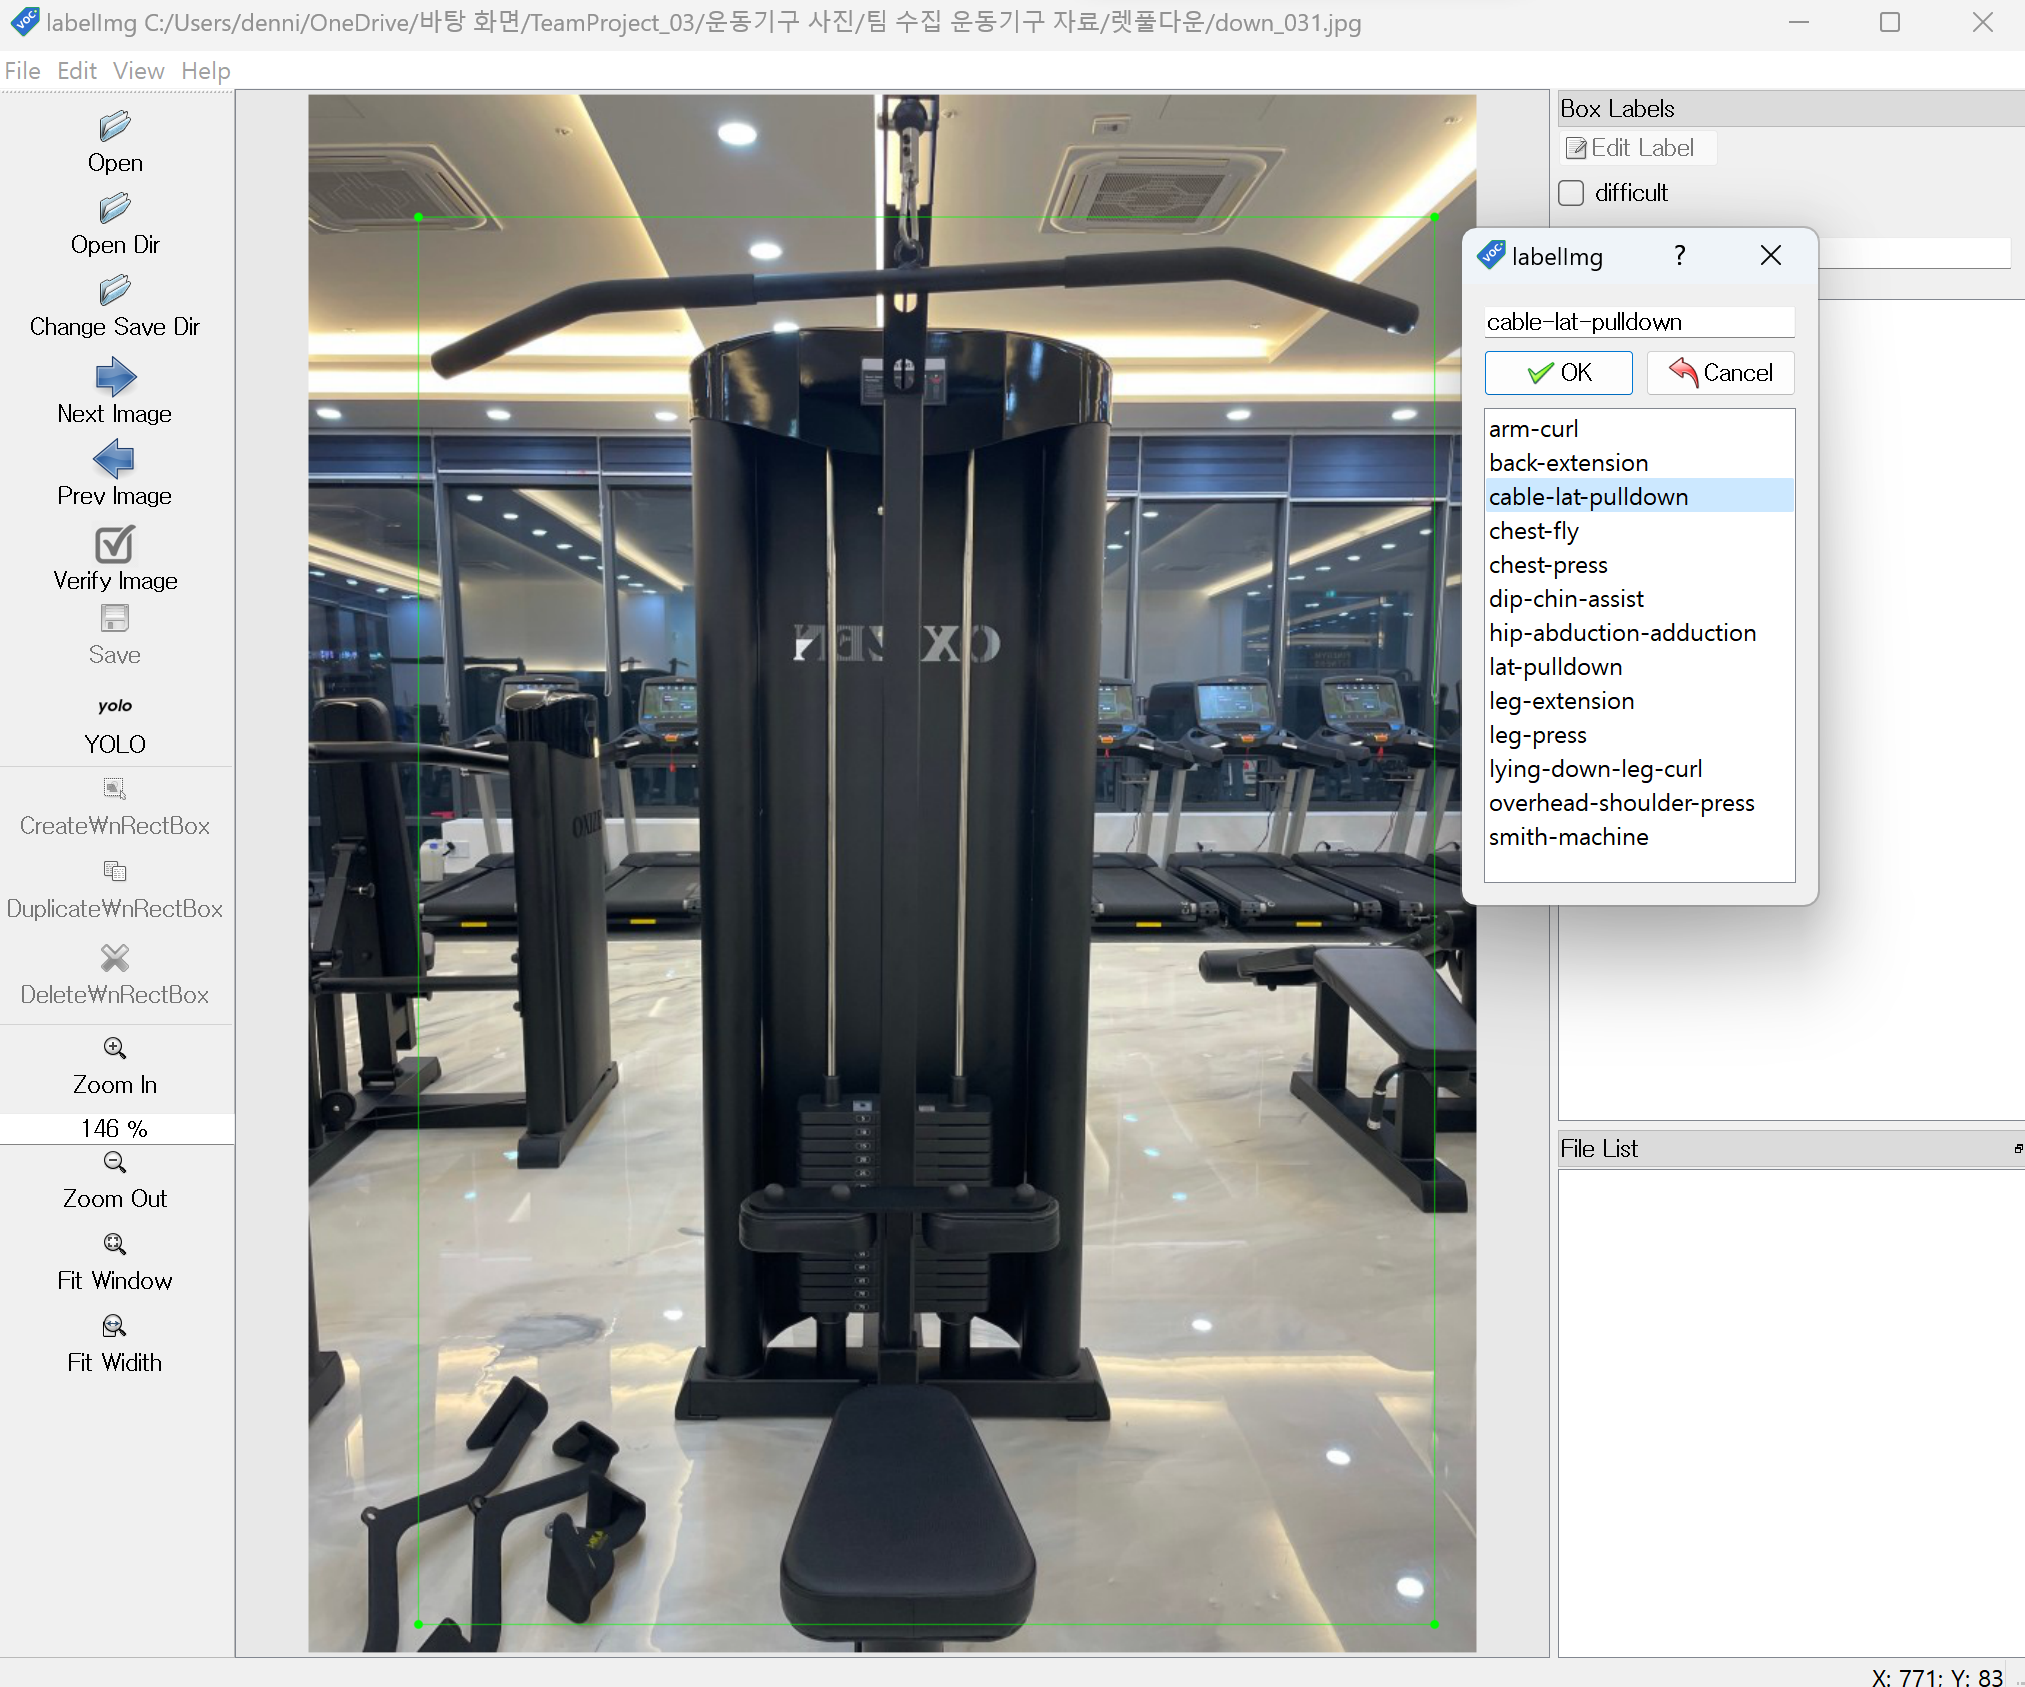 labelImg C:/Users/denni/OneDrive/바탕 화면/TeamProject_03/운동기구 사진/팀 수집 운동기구 자료/렛풀다운/down_031.jpg
File Edit View Help
Open
Open Dir
Change Save Dir
Next Image
Prev Image
Verify Image
Save
yolo
YOLO
Create₩nRectBox
Duplicate₩nRectBox
Delete₩nRectBox
Zoom In
146 %
Zoom Out
Fit Window
Fit Width
Box Labels
Edit Label
difficult
VOC labelImg ?
cable-lat-pulldown
OK Cancel
arm-curl
back-extension
cable-lat-pulldown
chest-fly
chest-press
dip-chin-assist
hip-abduction-adduction
lat-pulldown
leg-extension
leg-press
lying-down-leg-curl
overhead-shoulder-press
smith-machine
File List
X: 771; Y: 83